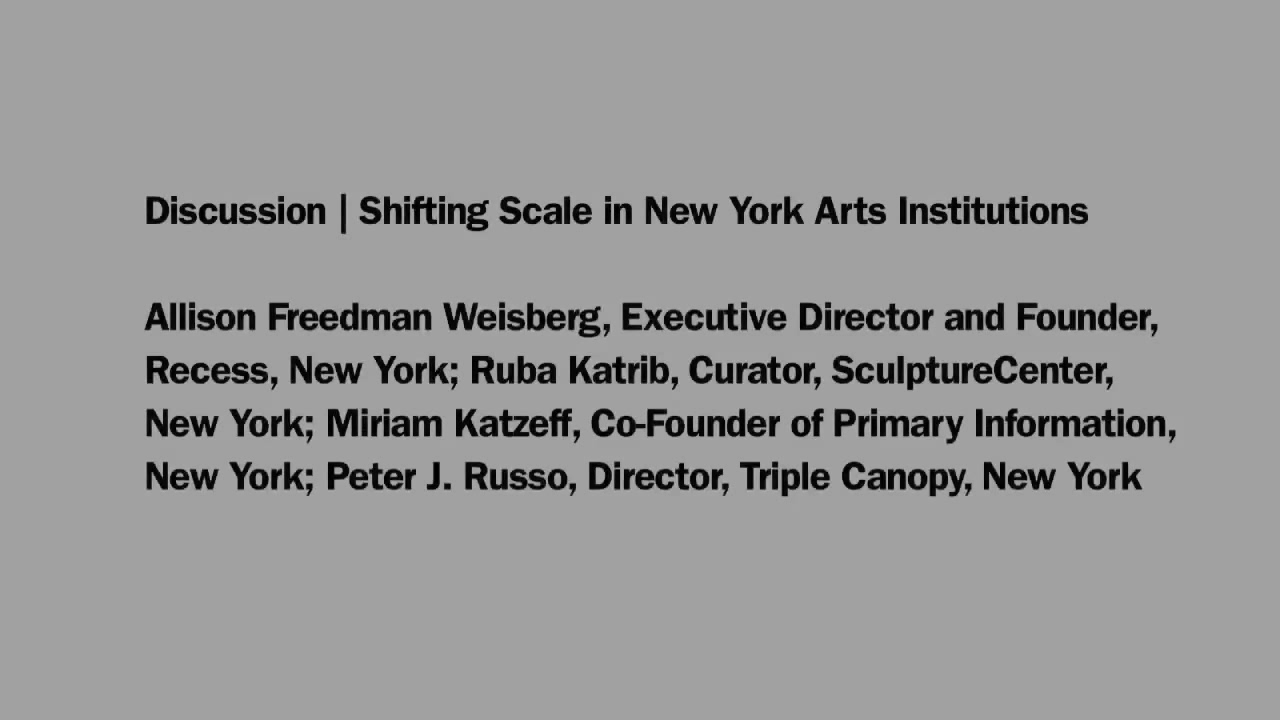 Discussion | Shifting Scale in New York Arts Institutions
Allison Freedman Weisberg, Executive Director and Founder,
Recess, New York; Ruba Katrib, Curator, SculptureCenter,
New York; Miriam Katzeff, Co-Founder of Primary Information,
New York; Peter J. Russo, Director, Triple Canopy, New York